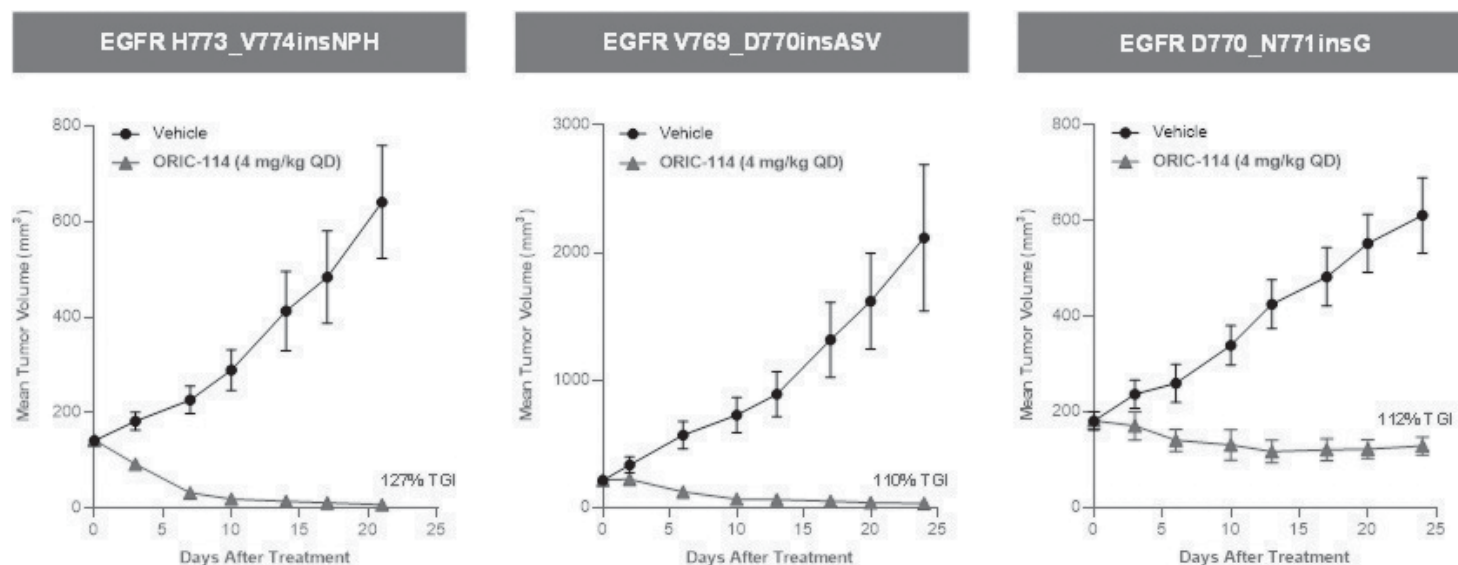 EGFR H773_V774insNPH
800
600
400
200
0
Mean Tumor Volume (mm³)
Vehicle
ORIC-114 (4 mg/kg QD)
127% TGI
0 5 10 15 20 25
Days After Treatment
EGFR V769_D770insASV
3000
2000
1000
0
Mean Tumor Volume (mm³)
Vehicle
ORIC-114 (4 mg/kg QD)
110% TGI
0 5 10 15 20 25
Days After Treatment
EGFR D770_N771insG
800
600
400
200
0
Mean Tumor Volume (mm³)
Vehicle
ORIC-114 (4 mg/kg QD)
112% TGI
0 5 10 15 20 25
Days After Treatment